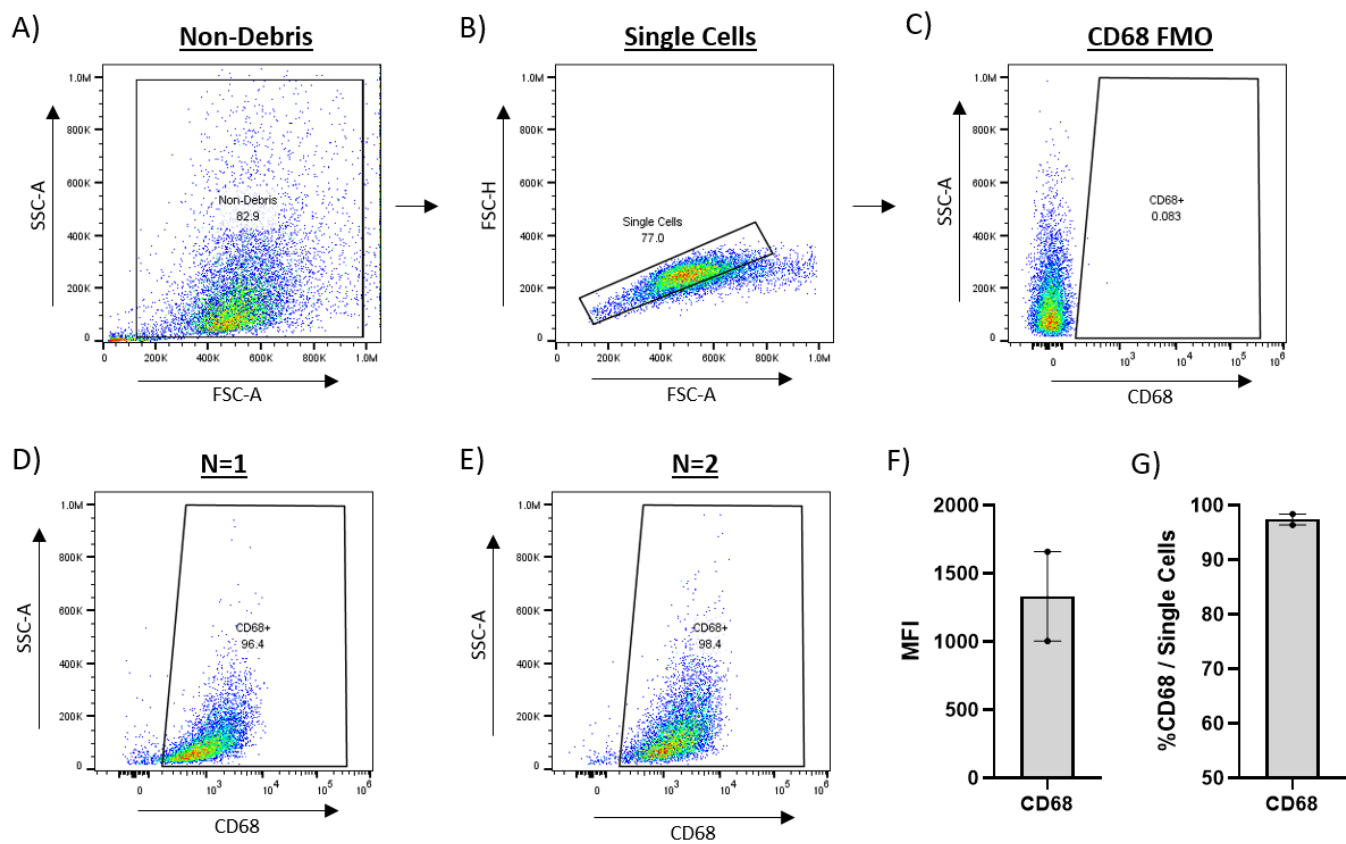 A)
Non-Debris
1.0M
800K
600K
400K
200K
0
SSC-A
Non-Debris
82.9
0
200K
400K
600K
800K
1.0M
FSC-A
B)
Single Cells
1.0M
800K
600K
400K
200K
0
FSC-H
Single Cells
77.0
0
200K
400K
600K
800K
1.0M
FSC-A
C)
CD68 FMO
1.0M
800K
600K
400K
200K
0
SSC-A
CD68+
0.083
0
10³
10⁴
10⁵
10⁶
CD68
D)
N=1
1.0M
800K
600K
400K
200K
0
SSC-A
CD68+
96.4
0
10³
10⁴
10⁵
10⁶
CD68
E)
N=2
1.0M
800K
600K
400K
200K
0
SSC-A
CD68+
98.4
0
10³
10⁴
10⁵
10⁶
CD68
F)
2000
1500
1000
500
0
MFI
CD68
G)
100
90
80
70
60
50
%CD68 / Single Cells
CD68